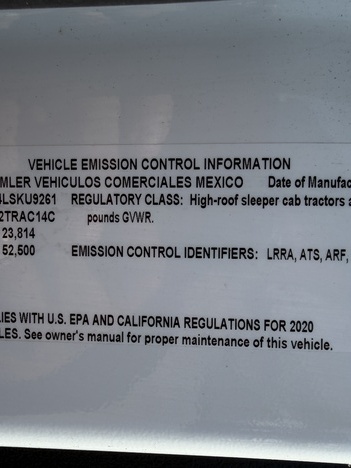 VEHICLE EMISSION CONTROL INFORMATION
MLER VEHICULOS COMERCIALES MEXICO Date of Manufac
LSKU9261 REGULATORY CLASS: High-roof sleeper cab tractors a
2TRAC14C pounds GVWR.
23,814
52,500 EMISSION CONTROL IDENTIFIERS: LRRA, ATS, ARF,
IES WITH U.S. EPA AND CALIFORNIA REGULATIONS FOR 2020
LES. See owner's manual for proper maintenance of this vehicle.